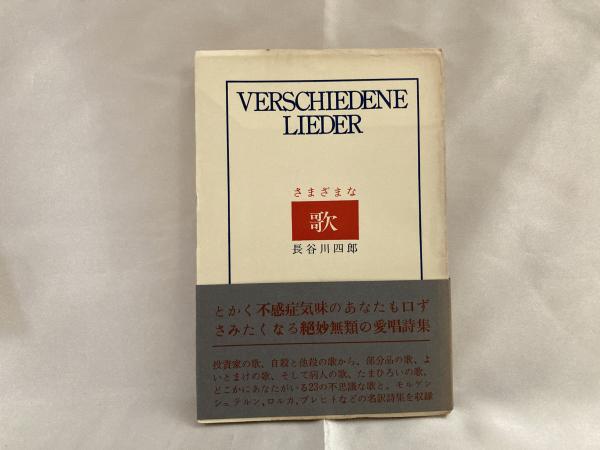 VERSCHIEDENE
LIEDER
さまざまな
歌
長谷川四郎
とかく不感症気味のあなたも口ず
さみたくなる絶妙無類の愛唱詩集
投資家の歌、自殺と他殺の歌から、部分品の歌、よ
いとまけの歌、そして病人の歌、たまひろいの歌、
どこかにあなたがいる23の不思議な歌と、モルゲン
シュテルン、ロルカ、ブレヒトなどの名訳詩集を収録